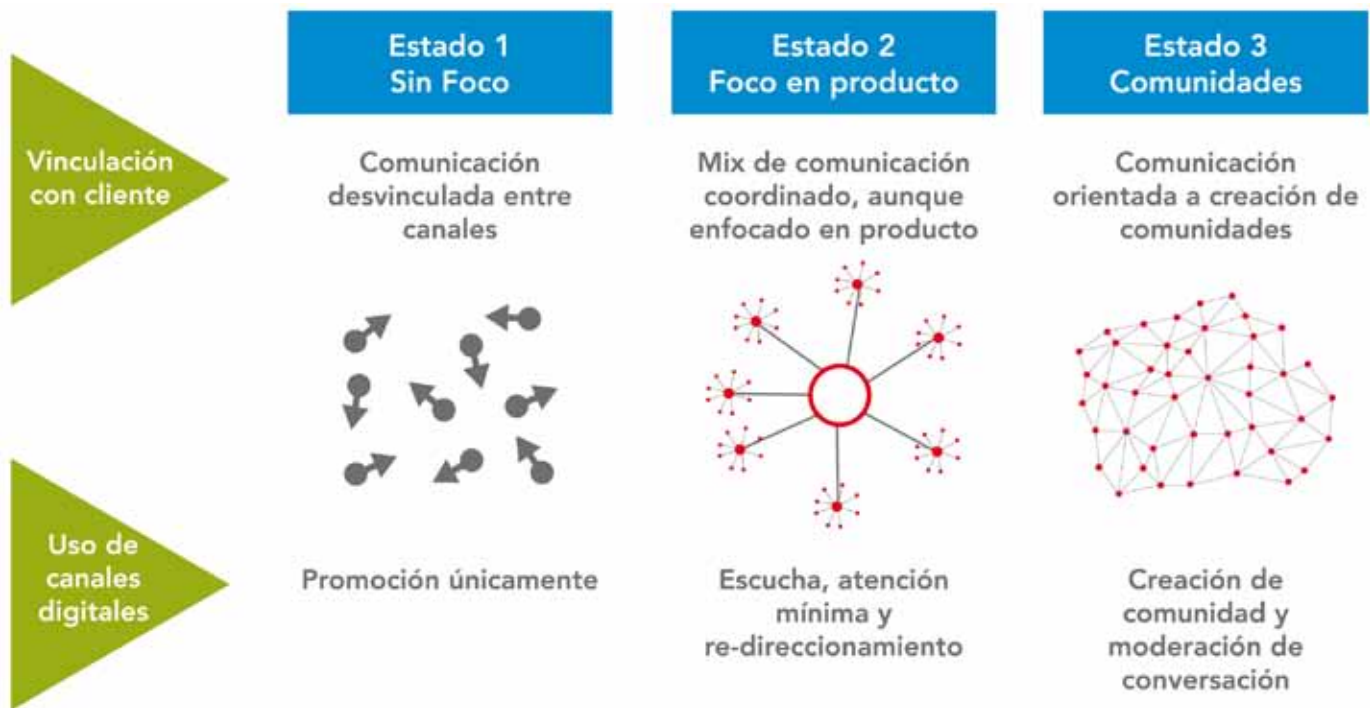 Estado 1
Sin Foco
Estado 2
Foco en producto
Estado 3
Comunidades
Vinculación
con cliente
Comunicación
desvinculada entre
canales
Mix de comunicación
coordinado, aunque
enfocado en producto
Comunicación
orientada a creación de
comunidades
Uso de
canales
digitales
Promoción únicamente
Escucha, atención
mínima y
re-direccionamiento
Creación de
comunidad y
moderación de
conversación